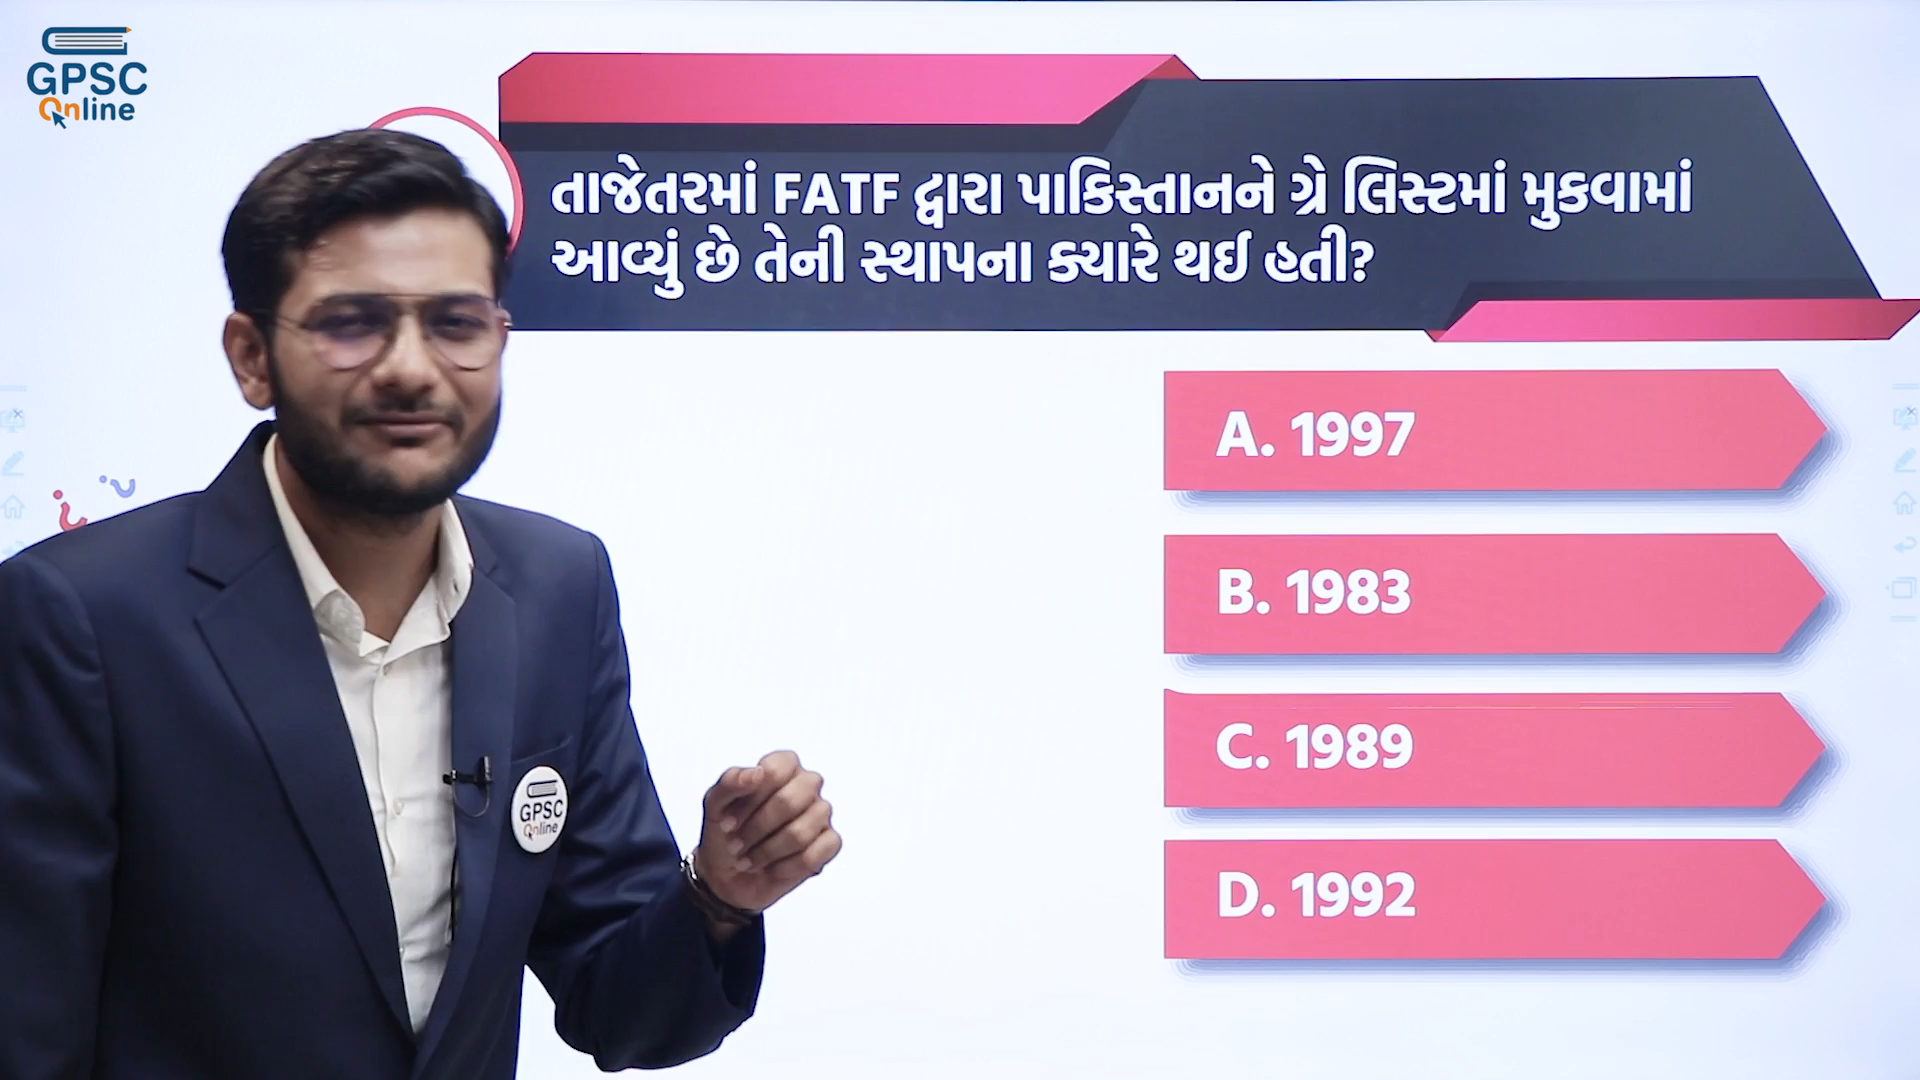 GPSC
Online
તાજેતરમાં FATF દ્વારા પાકિસ્તાનને ગ્રે લિસ્ટમાં મુકવામાં
આવ્યું છે તેની સ્થાપના ક્યારે થઈ હતી?
A. 1997
B. 1983
C. 1989
D. 1992
GPSC
Online